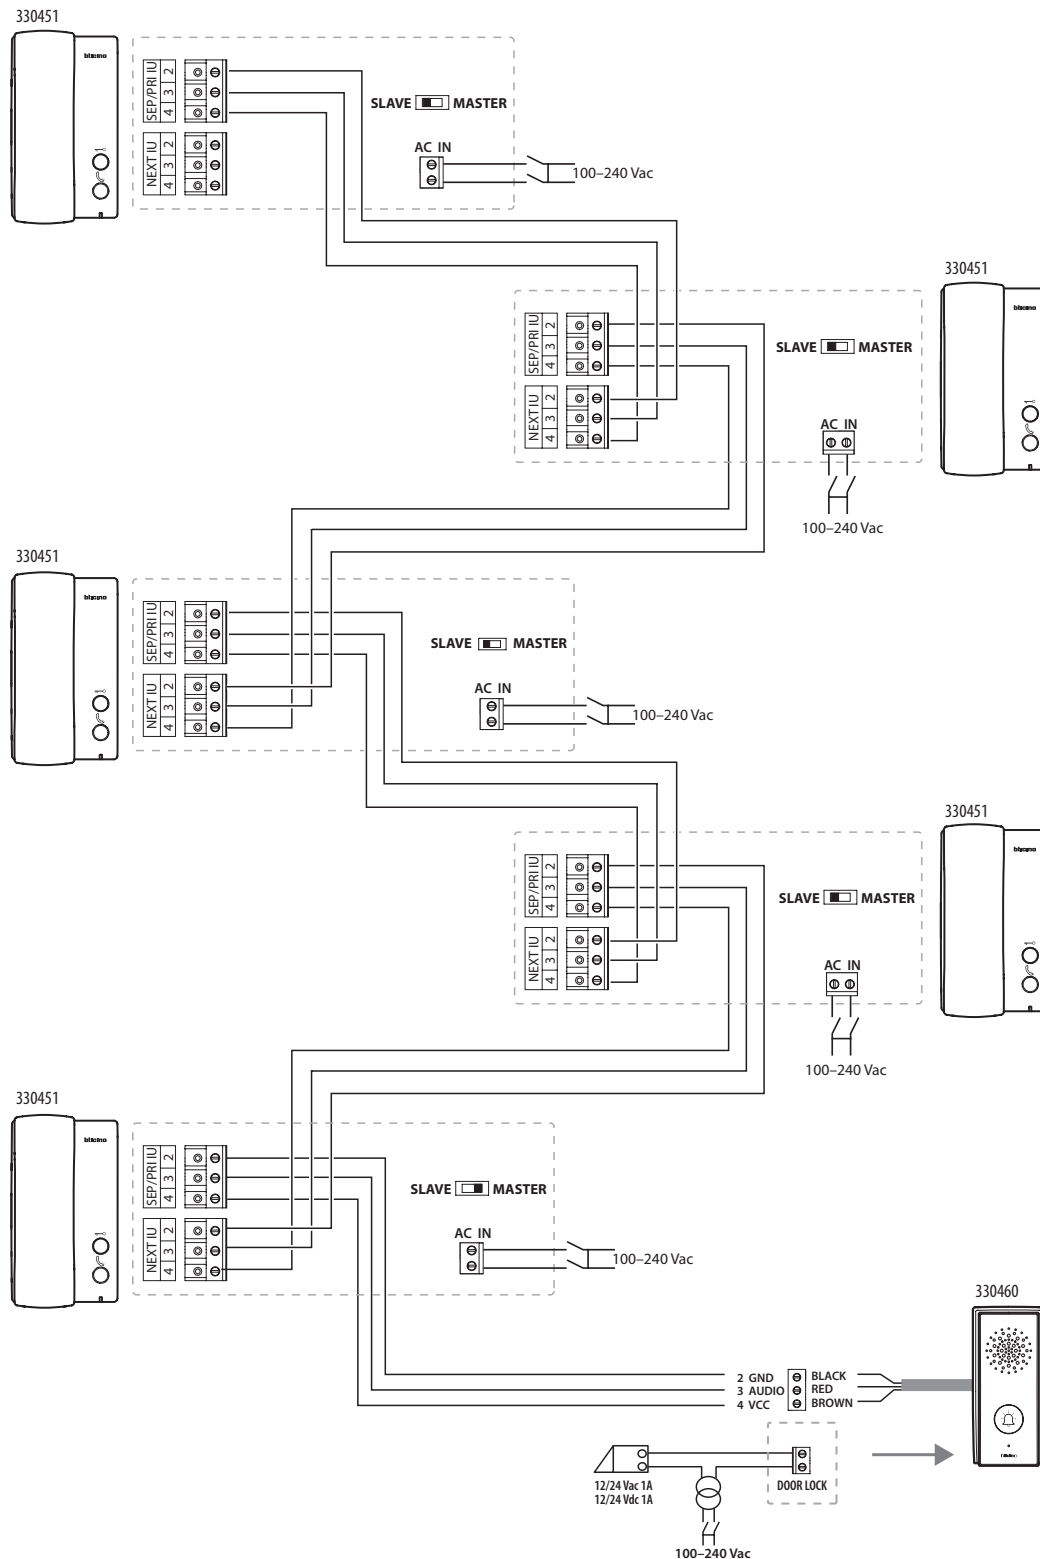 330451
bticino
SEP/PRI IU
2
3
4
NEXT IU
2
3
4
SLAVE MASTER
AC IN
100–240 Vac
330451
bticino
SEP/PRI IU
2
3
4
NEXT IU
2
3
4
SLAVE MASTER
AC IN
100–240 Vac
330451
bticino
SEP/PRI IU
2
3
4
NEXT IU
2
3
4
SLAVE MASTER
AC IN
100–240 Vac
330451
bticino
SEP/PRI IU
2
3
4
NEXT IU
2
3
4
SLAVE MASTER
AC IN
100–240 Vac
330451
bticino
SEP/PRI IU
2
3
4
NEXT IU
2
3
4
SLAVE MASTER
AC IN
100–240 Vac
330460
2 GND BLACK
3 AUDIO RED
4 VCC BROWN
bticino
12/24 Vac 1A
12/24 Vdc 1A
DOOR LOCK
100–240 Vac